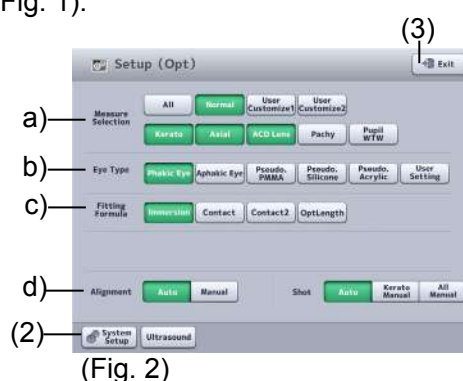 Fig. 1).
(3)
Setup (Opt)
Exit
a)
Measure Selection
All
Normal
User Customize1
User Customize2
Kerato
Axial
ACD Lens
Pachy
Pupil WTW
b)
Eye Type
Phakic Eye
Aphakic Eye
Pseudo. PMMA
Pseudo. Silicone
Pseudo. Acrylic
User Setting
c)
Fitting Formula
Immersion
Contact
Contact2
OptLength
d)
Alignment
Auto
Manual
Shot
Auto
Kerato Manual
All Manual
(2)
System Setup
Ultrasound
(Fig. 2)